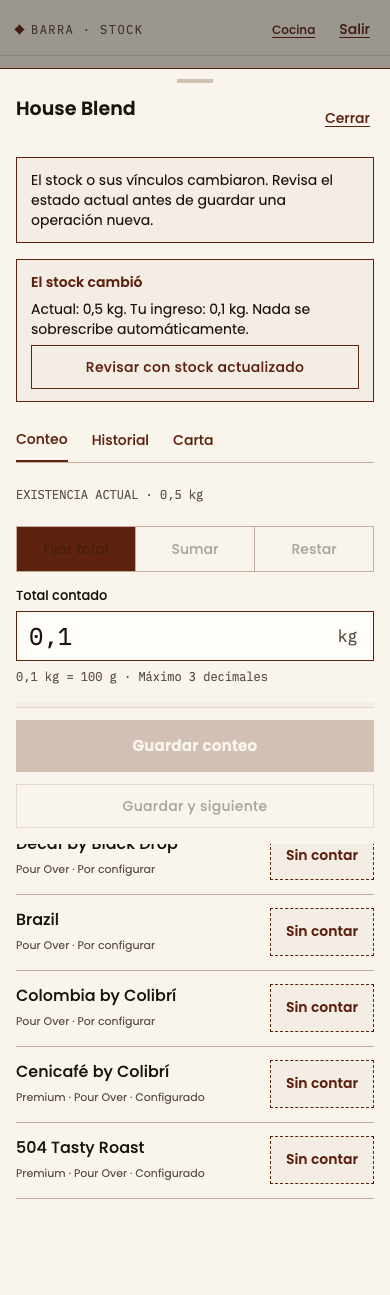 BARRA · STOCK
Cocina
Salir
House Blend
Cerrar
El stock o sus vínculos cambiaron. Revisa el
estado actual antes de guardar una
operación nueva.
El stock cambió
Actual: 0,5 kg. Tu ingreso: 0,1 kg. Nada se
sobrescribe automáticamente.
Revisar con stock actualizado
Conteo
Historial
Carta
EXISTENCIA ACTUAL · 0,5 kg
Fijar total
Sumar
Restar
Total contado
0,1
kg
0,1 kg = 100 g · Máximo 3 decimales
Guardar conteo
Guardar y siguiente
Decaf by Black Drop
Sin contar
Pour Over · Por configurar
Brazil
Sin contar
Pour Over · Por configurar
Colombia by Colibrí
Sin contar
Pour Over · Por configurar
Cenicafé by Colibrí
Sin contar
Premium · Pour Over · Configurado
504 Tasty Roast
Sin contar
Premium · Pour Over · Configurado